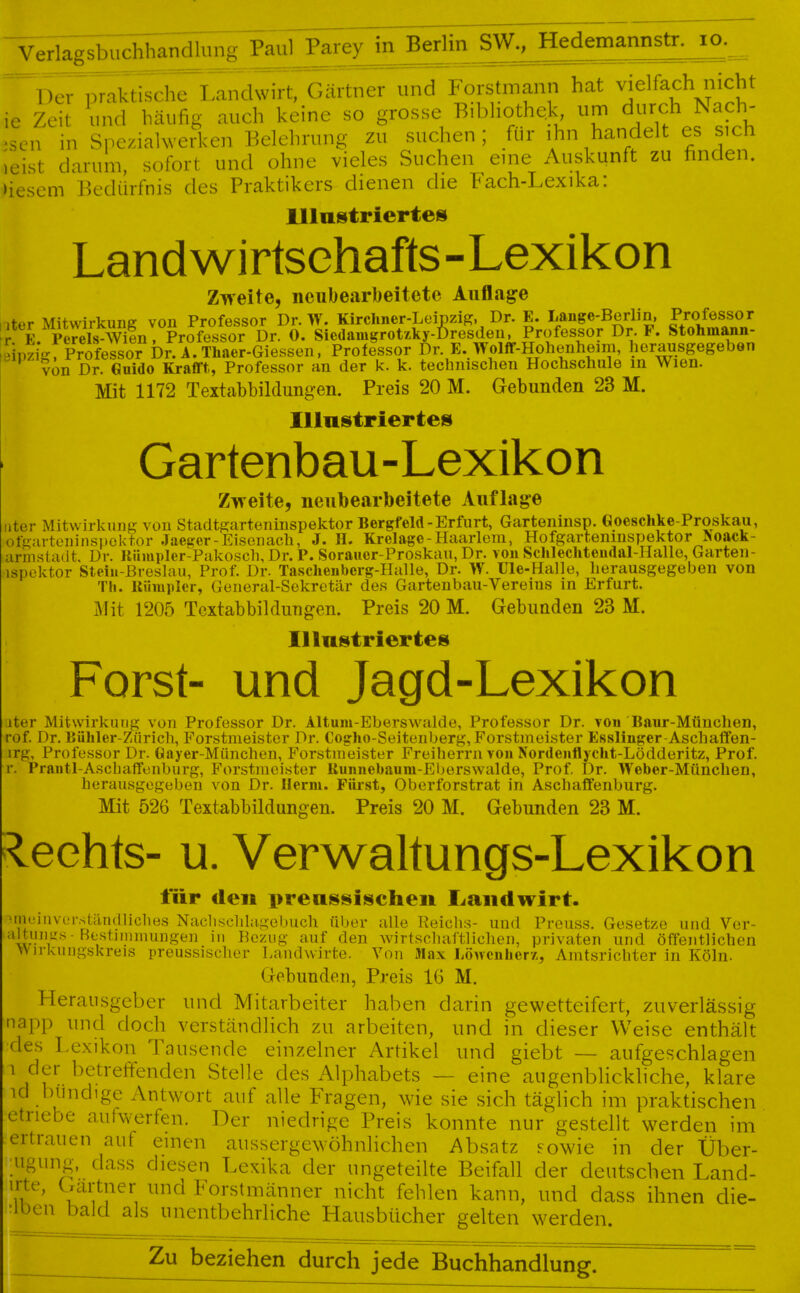 Verlagsbuchhandlung Paul Parey in Berlin SW., Hedemannstr. 10.
Der praktische Landwirt, Gärtner und Forstmann hat vielfach nicht
ie Zeit und häufig auch keine so grosse Bibliothek, um durch Nach-
sen in Spezialwerken Belehrung zu suchen; für ihn handelt es sich
leist darum, sofort und ohne vieles Suchen eine Auskunft zu finden.
diesem Bedürfnis des Praktikers dienen die Fach-Lexika:
Illustriertes
Landwirtschafts-Lexikon
Zweite, neubearbeitete Auflage
iter Mitwirkung von Professor Dr. W. Kirchner-Leipzig, Dr. E. Lange-Berlin, Professor
r. E. Perels-Wien, Professor Dr. O. Siedamgrotzky-Dresden, Professor Dr. F. Stohmann-
eipzig, Professor Dr. A. Thaer-Giessen, Professor Dr. E. Wolff-Hohenheim, herausgegeben
von Dr. Guido Krafft, Professor an der k. k. technischen Hochschule in Wien.
Mit 1172 Textabbildungen. Preis 20 M. Gebunden 23 M.
Illustriertes
Gartenbau-Lexikon
Zweite, neubearbeitete Auflage
nter Mitwirkung von Stadtgarteninspektor Bergfeld-Erfurt, Garteninsp. Goeschke-Proskau,
ofgarteninspektor Jaeger-Eisenach, J. H. Krelage-Haarlem, Hofgarteninspektor Noack-
armstadt, Dr. Rümpler-Pakosch, Dr. P. Sorauer-Proskau, Dr. von Schlechtendal-Halle, Garten-
ispektor Stein-Breslau, Prof. Dr. Taschenberg-Halle, Dr. W. Ule-Halle, herausgegeben von
Th. Rümpler, General-Sekretär des Gartenbau-Vereins in Erfurt.
Mit 1205 Textabbildungen. Preis 20 M. Gebunden 23 M.
Illustriertes
Forst- und Jagd-Lexikon
iter Mitwirkung von Professor Dr. Altum-Eberswalde, Professor Dr. von Baur-München,
rof. Dr. Bühler-Zürich, Forstmeister Dr. Cogho-Seitenberg, Forstmeister Esslinger-Aschaffen-
irg, Professor Dr. Gayer-München, Forstmeister Freiherrn von Nordenflycht-Lödderitz, Prof.
r. Prantl-Aschaffenburg, Forstmeister Runnebaum-Eberswalde, Prof. Dr. Weber-München,
herausgegeben von Dr. Herm. Fürst, Oberforstrat in Aschaffenburg.
Mit 526 Textabbildungen. Preis 20 M. Gebunden 23 M.
Rechts- u. Verwaltungs-Lexikon
für den preussischen Landwirt.
meinverständliches Nachschlagebuch über alle Reichs- und Preuss. Gesetze und Ver-
altungs-Bestimmungen in Bezug auf den wirtschaftlichen, privaten und öffentlichen
Wirkungskreis preussischer Landwirte. Von Max Löwenherz, Amtsrichter in Köln.
Gebunden, Preis 16 M.
Herausgeber und Mitarbeiter haben darin gewetteifert, zuverlässig
napp und doch verständlich zu arbeiten, und in dieser Weise enthält
des Lexikon Tausende einzelner Artikel und giebt — aufgeschlagen
i der betreffenden Stelle des Alphabets — eine augenblickliche, klare
id bündige Antwort auf alle Fragen, wie sie sich täglich im praktischen
etriebe aufwerfen. Der niedrige Preis konnte nur gestellt werden im
ertrauen auf einen aussergewöhnlichen Absatz sowie in der Über-
ugung, dass diesen Lexika der ungeteilte Beifall der deutschen Land-
irte, Gärtner und Forstmänner nicht fehlen kann, und dass ihnen die-
lben bald als unentbehrliche Hausbücher gelten werden.
Zu beziehen durch jede Buchhandlung.